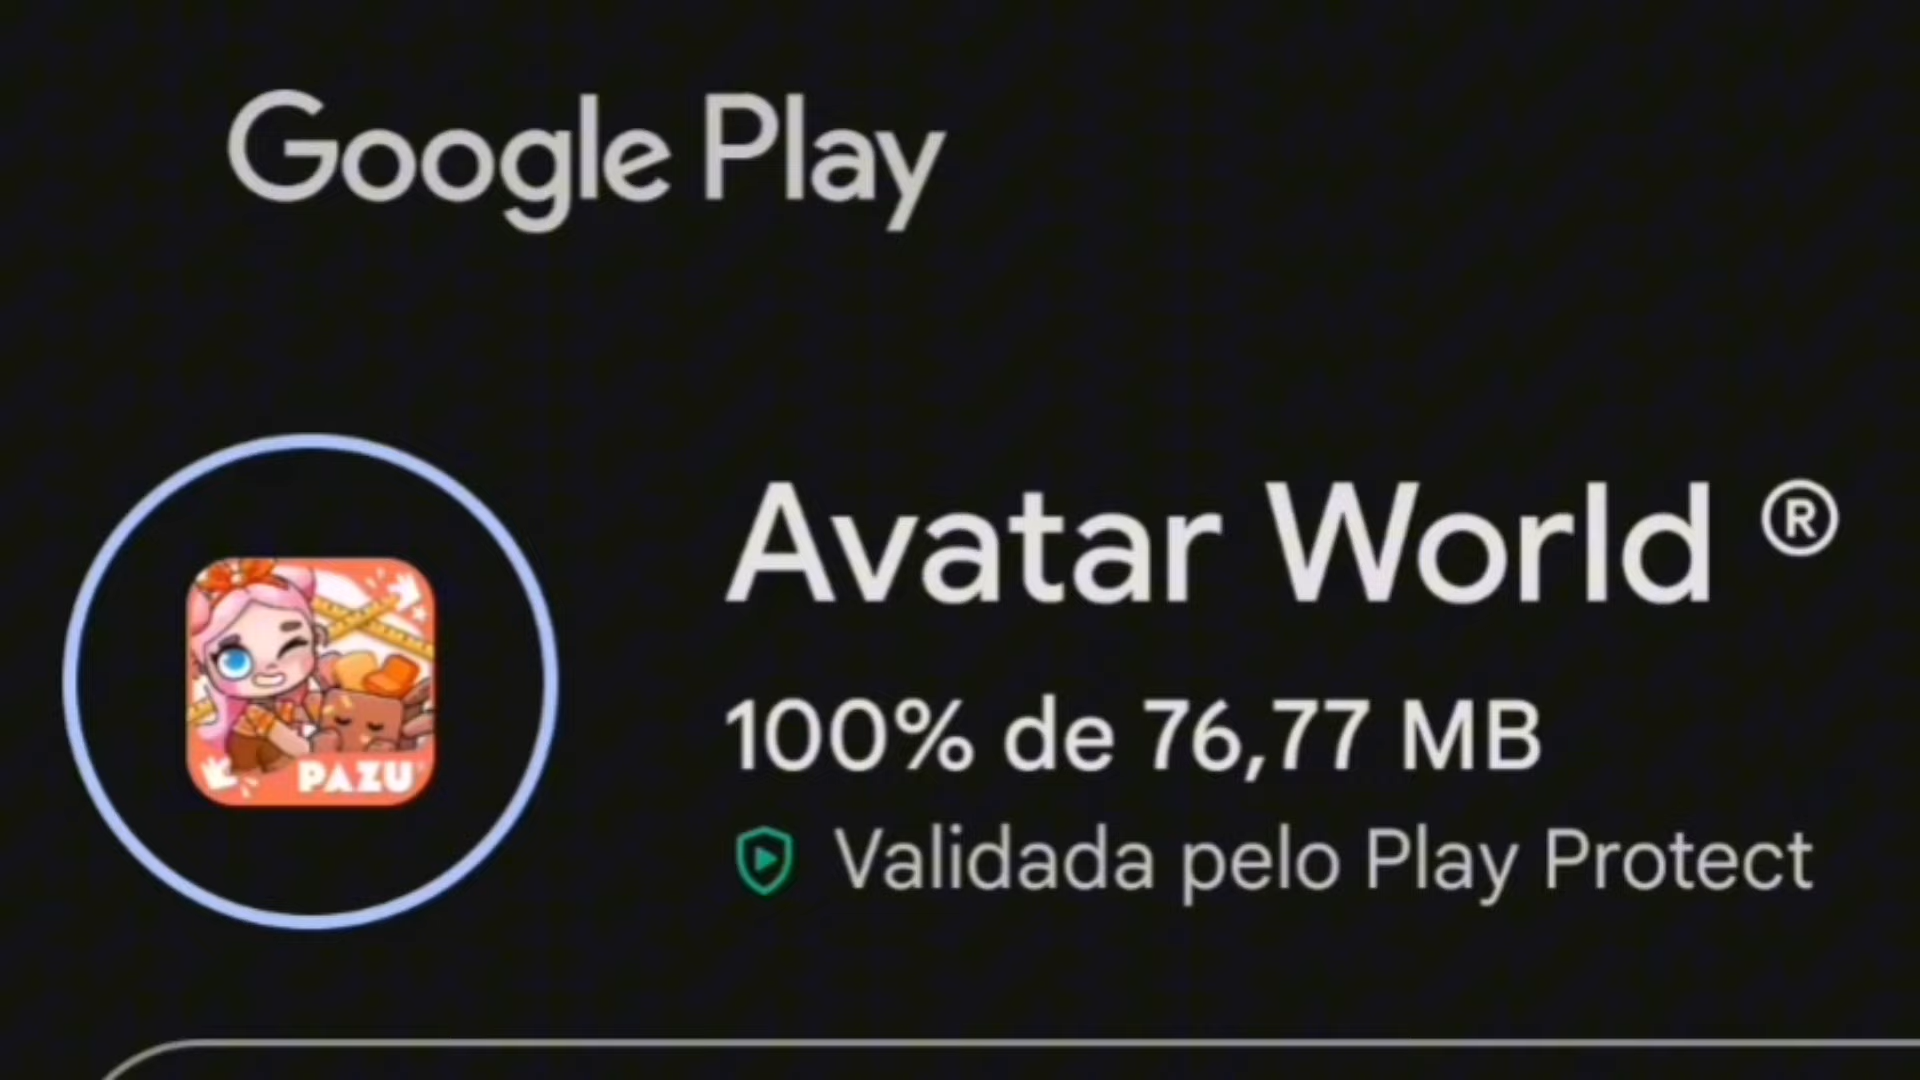 Google Play
Avatar World ®
PAZU
100% de 76,77 MB
Validada pelo Play Protect